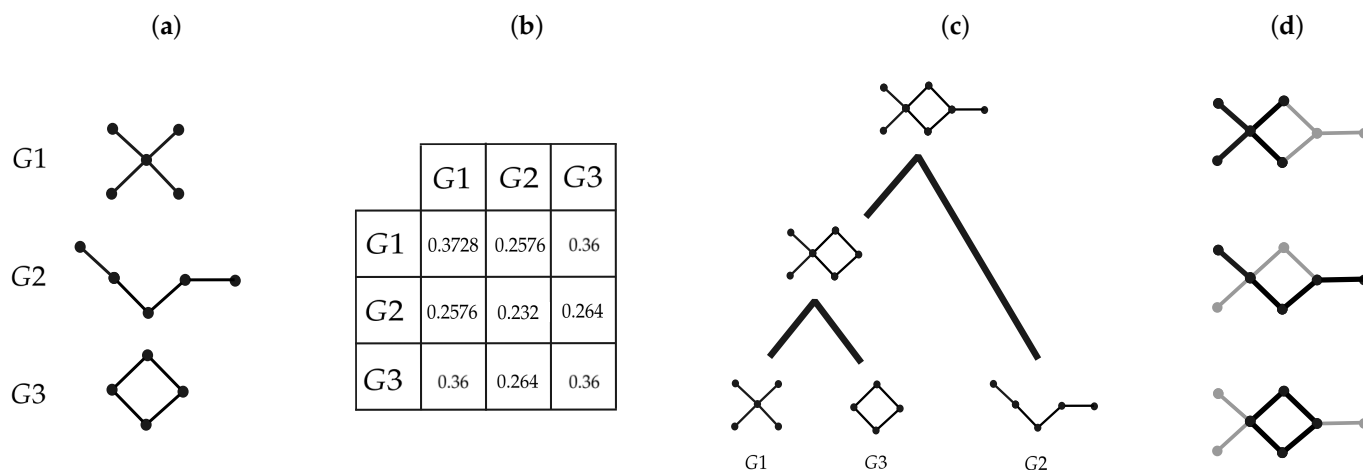 (a) (b) (c) (d)
G1
G2
G3
G1 G2 G3
G1 0.3728 0.2576 0.36
G2 0.2576 0.232 0.264
G3 0.36 0.264 0.36
G1 G3 G2